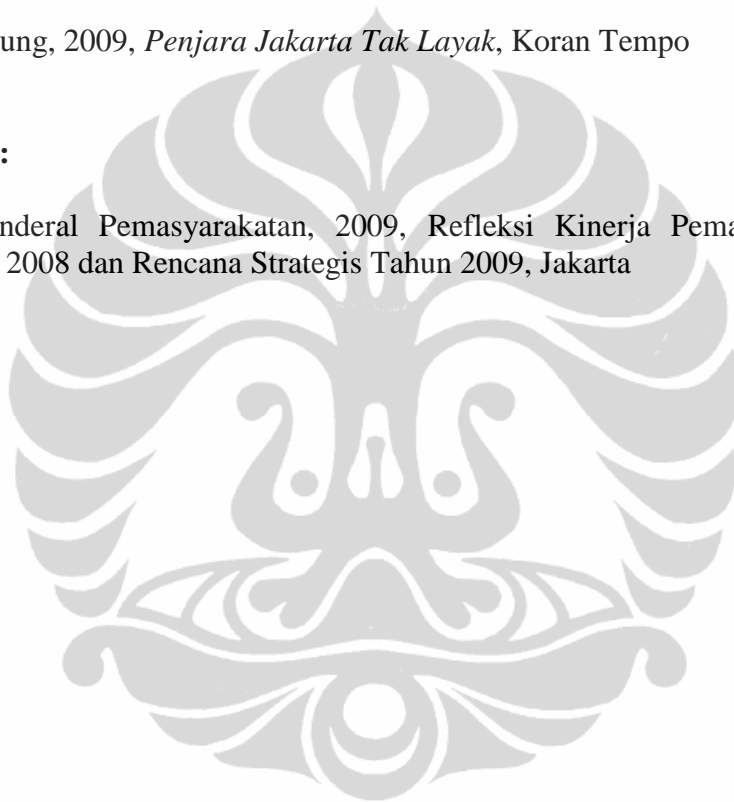 ung, 2009, Penjara Jakarta Tak Layak, Koran Tempo
:
nderal Pemasyarakatan, 2009, Refleksi Kinerja Pema
2008 dan Rencana Strategis Tahun 2009, Jakarta